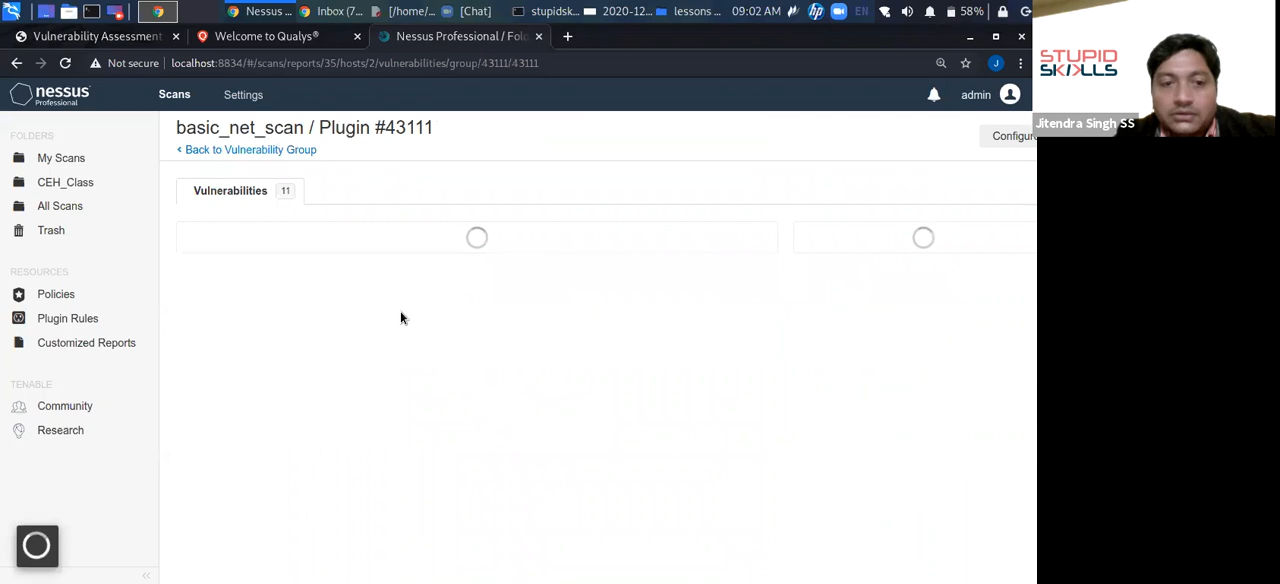 Nessus ...
Inbox (7...
[/home/...
[Chat]
stupidsk...
2020-12...
lessons ...
09:02 AM
EN
58%
Vulnerability Assessment
Welcome to Qualys®
Nessus Professional / Fol
Not secure
localhost:8834/#/scans/reports/35/hosts/2/vulnerabilities/group/43111/43111
J
nessus
Professional
Scans
Settings
admin
FOLDERS
My Scans
CEH_Class
All Scans
Trash
RESOURCES
Policies
Plugin Rules
Customized Reports
TENABLE
Community
Research
basic_net_scan / Plugin #43111
Back to Vulnerability Group
Configur
Vulnerabilities 11
STUPID
SKILLS
Jitendra Singh SS